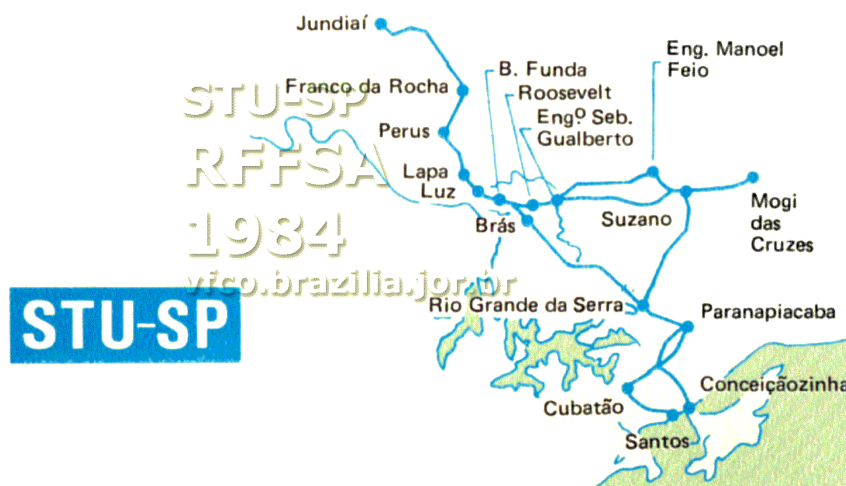 Jundiaí
Franco da Rocha
Perus
Lapa
Luz
B. Funda
Roosevelt
Engº Seb.
Gualberto
Eng. Manoel
Feio
Brás
Suzano
Mogi
das
Cruzes
Rio Grande da Serra
Paranapiacaba
Cubatão
Conceiçãozinha
Santos
STU-SP
STU-SP
RFFSA
1984
vfco.brazilia.jor.br